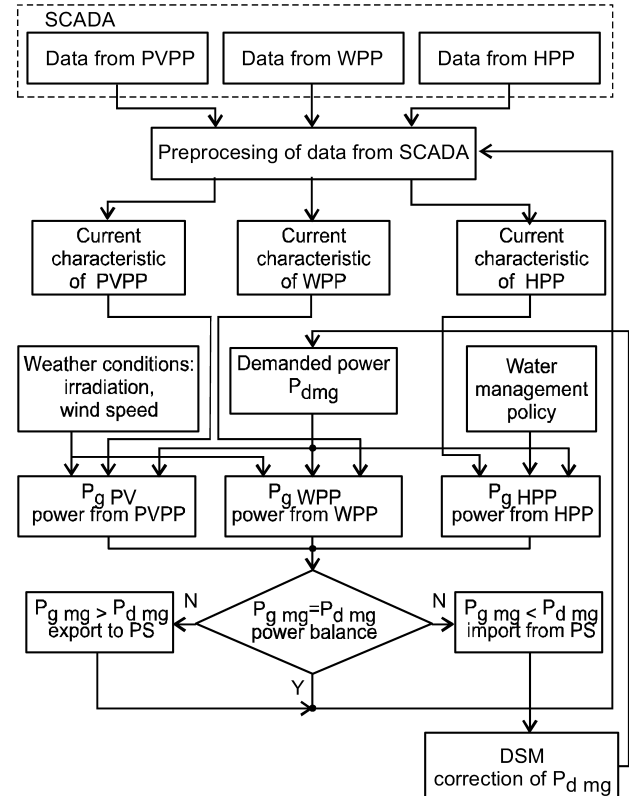 SCADA
Data from PVPP
Data from WPP
Data from HPP
Preprocesing of data from SCADA
Current
characteristic
of PVPP
Current
characteristic
of WPP
Current
characteristic
of HPP
Weather conditions:
irradiation,
wind speed
Demanded power
Pdmg
Water
management
policy
Pg PV
power from PVPP
Pg WPP
power from WPP
Pg HPP
power from HPP
Pg mg > Pd mg
export to PS
N
Pg mg=Pd mg
power balance
N
Pg mg < Pd mg
import from PS
Y
DSM
correction of Pd mg